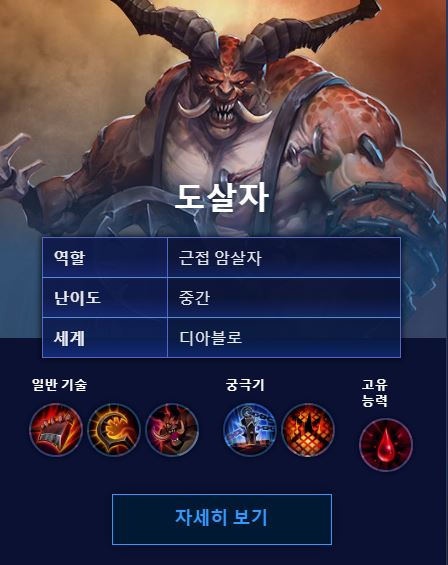 도살자
역할 근접 암살자
난이도 중간
세계 디아블로
일반 기술 궁극기 고유
능력
자세히 보기